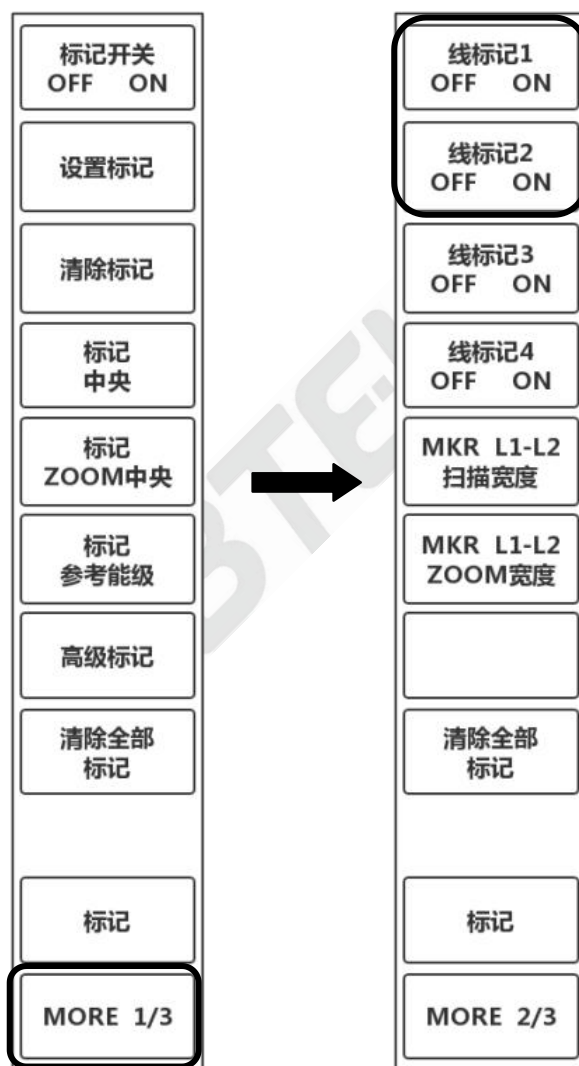 标记开关
OFF ON
设置标记
清除标记
标记
中央
标记
ZOOM中央
标记
参考能级
高级标记
清除全部
标记
标记
MORE 1/3
线标记1
OFF ON
线标记2
OFF ON
线标记3
OFF ON
线标记4
OFF ON
MKR L1-L2
扫描宽度
MKR L1-L2
ZOOM宽度
清除全部
标记
标记
MORE 2/3